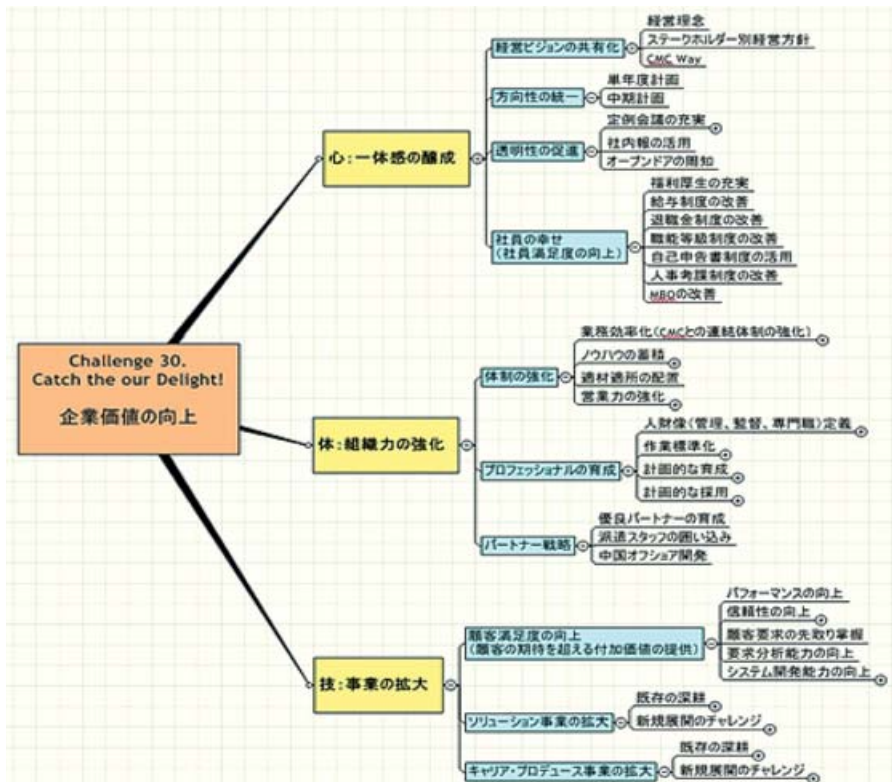 Challenge 30.
Catch the our Delight!
企業価値の向上
心:一体感の醸成
経営ビジョンの共有化
経営理念
ステークホルダー別経営方針
CMC Way
方向性の統一
単年度計画
中期計画
透明性の促進
定例会議の充実
社内報の活用
オープンドアの周知
社員の幸せ
(社員満足度の向上)
福利厚生の充実
給与制度の改善
退職金制度の改善
職能等級制度の改善
自己申告書制度の活用
人事考課制度の改善
MBOの改善
体:組織力の強化
体制の強化
業務効率化(CMCとの連結体制の強化)
ノウハウの蓄積
適材適所の配置
営業力の強化
プロフェッショナルの育成
人財像(管理、監督、専門職)定義
作業標準化
計画的な育成
計画的な採用
パートナー戦略
優良パートナーの育成
派遣スタッフの囲い込み
中国オフショア開発
技:事業の拡大
顧客満足度の向上
(顧客の期待を超える付加価値の提供)
パフォーマンスの向上
信頼性の向上
顧客要求の先取り掌握
要求分析能力の向上
システム開発能力の向上
ソリューション事業の拡大
既存の深耕
新規展開のチャレンジ
キャリア・プロデュース事業の拡大
既存の深耕
新規展開のチャレンジ